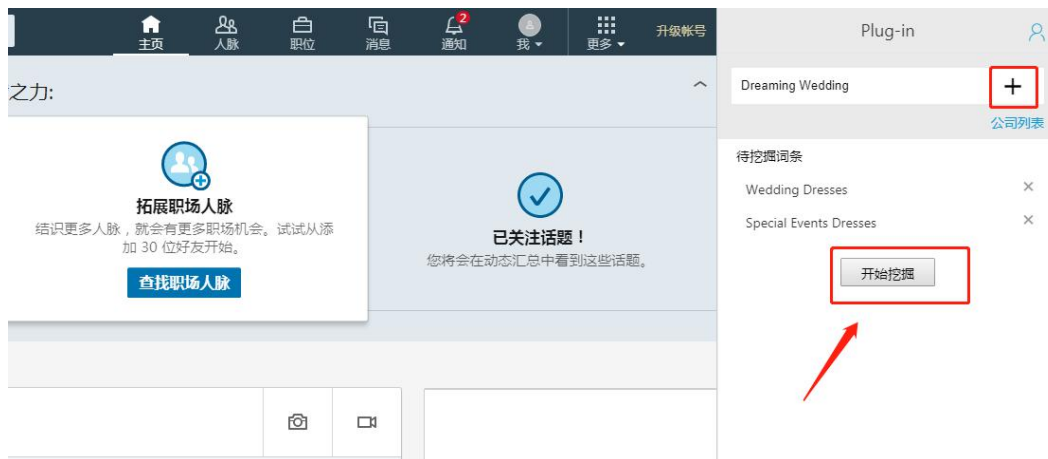 主页
人脉
职位
消息
2
通知
我
更多
升级帐号
之力:
拓展职场人脉
结识更多人脉，就会有更多职场机会。试试从添
加 30 位好友开始。
查找职场人脉
已关注话题！
您将会在动态汇总中看到这些话题。
Plug-in
Dreaming Wedding
+
公司列表
待挖掘词条
Wedding Dresses
×
Special Events Dresses
×
开始挖掘